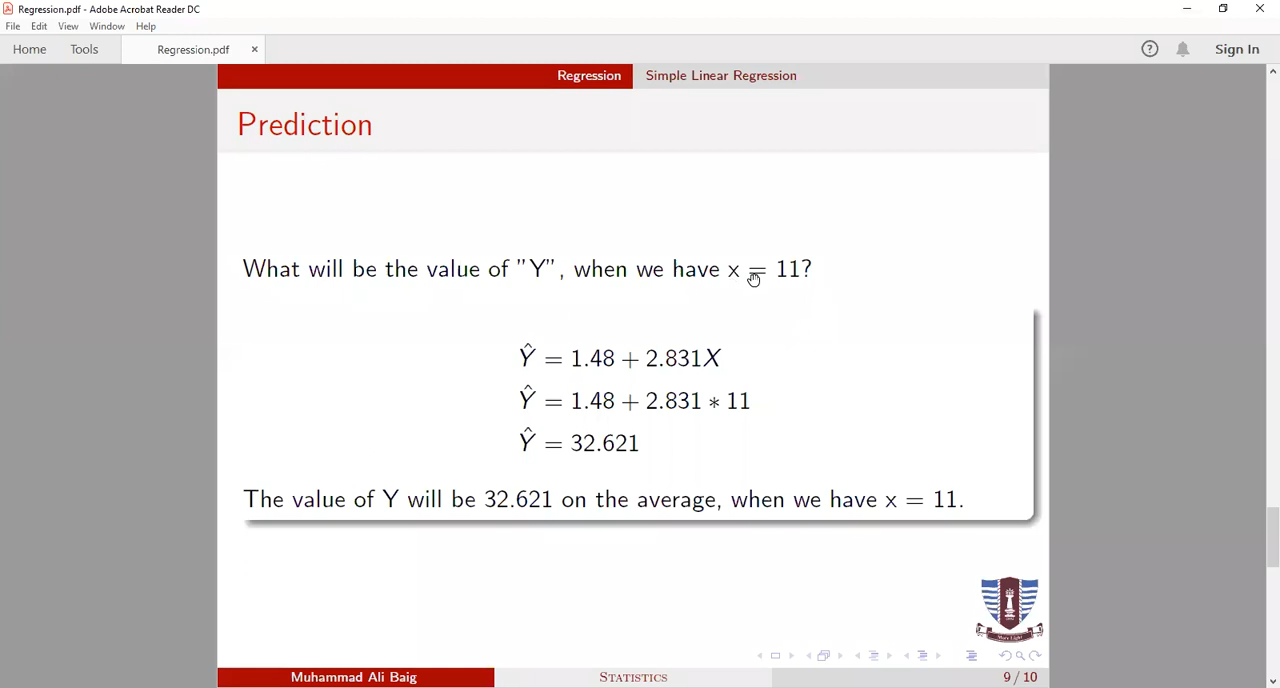 Regression.pdf - Adobe Acrobat Reader DC
File Edit View Window Help
Home Tools Regression.pdf × ? Sign In
Regression Simple Linear Regression
Prediction
What will be the value of "Y", when we have x = 11?
Ŷ = 1.48 + 2.831X
Ŷ = 1.48 + 2.831 ∗ 11
Ŷ = 32.621
The value of Y will be 32.621 on the average, when we have x = 11.
Muhammad Ali Baig Statistics 9 / 10